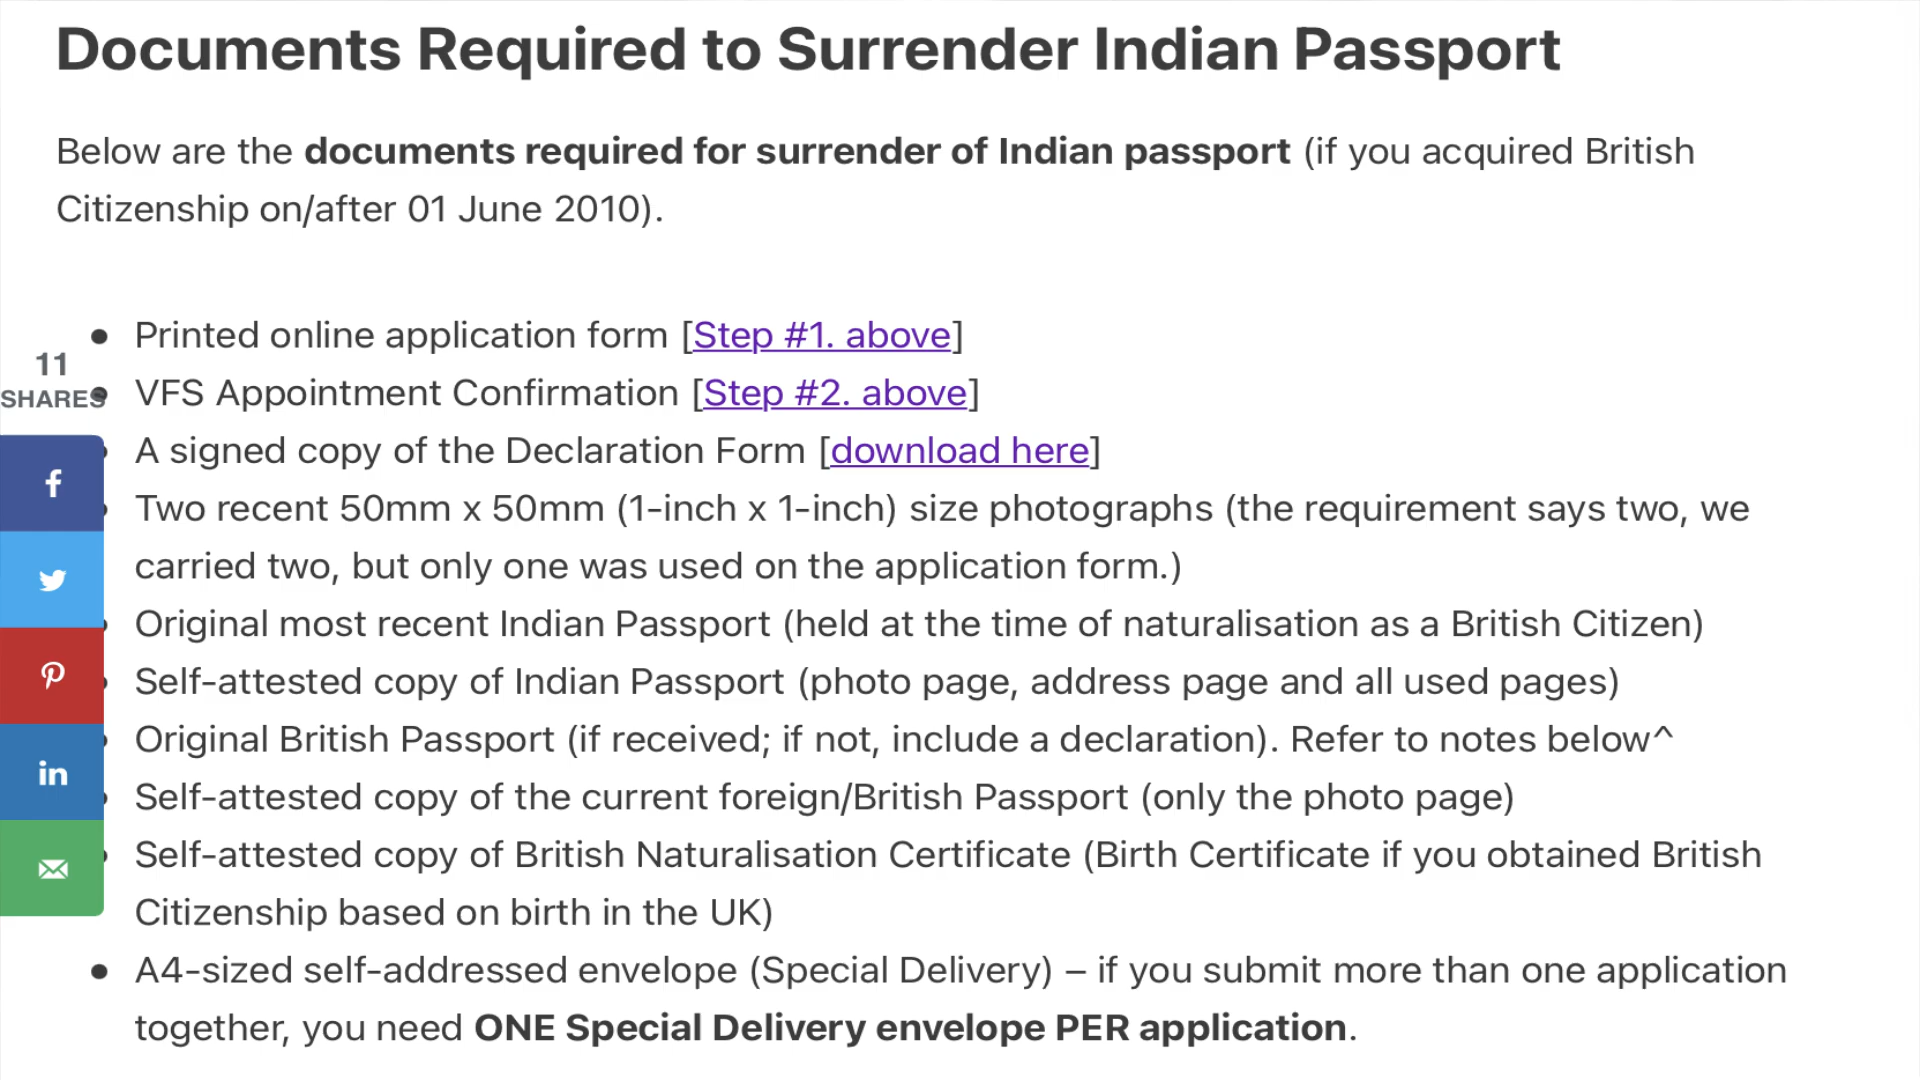 Documents Required to Surrender Indian Passport
Below are the documents required for surrender of Indian passport (if you acquired British
Citizenship on/after 01 June 2010).
• Printed online application form [Step #1. above]
11
SHARES
• VFS Appointment Confirmation [Step #2. above]
A signed copy of the Declaration Form [download here]
Two recent 50mm x 50mm (1-inch x 1-inch) size photographs (the requirement says two, we
carried two, but only one was used on the application form.)
Original most recent Indian Passport (held at the time of naturalisation as a British Citizen)
Self-attested copy of Indian Passport (photo page, address page and all used pages)
Original British Passport (if received; if not, include a declaration). Refer to notes below^
Self-attested copy of the current foreign/British Passport (only the photo page)
Self-attested copy of British Naturalisation Certificate (Birth Certificate if you obtained British
Citizenship based on birth in the UK)
• A4-sized self-addressed envelope (Special Delivery) – if you submit more than one application
together, you need ONE Special Delivery envelope PER application.